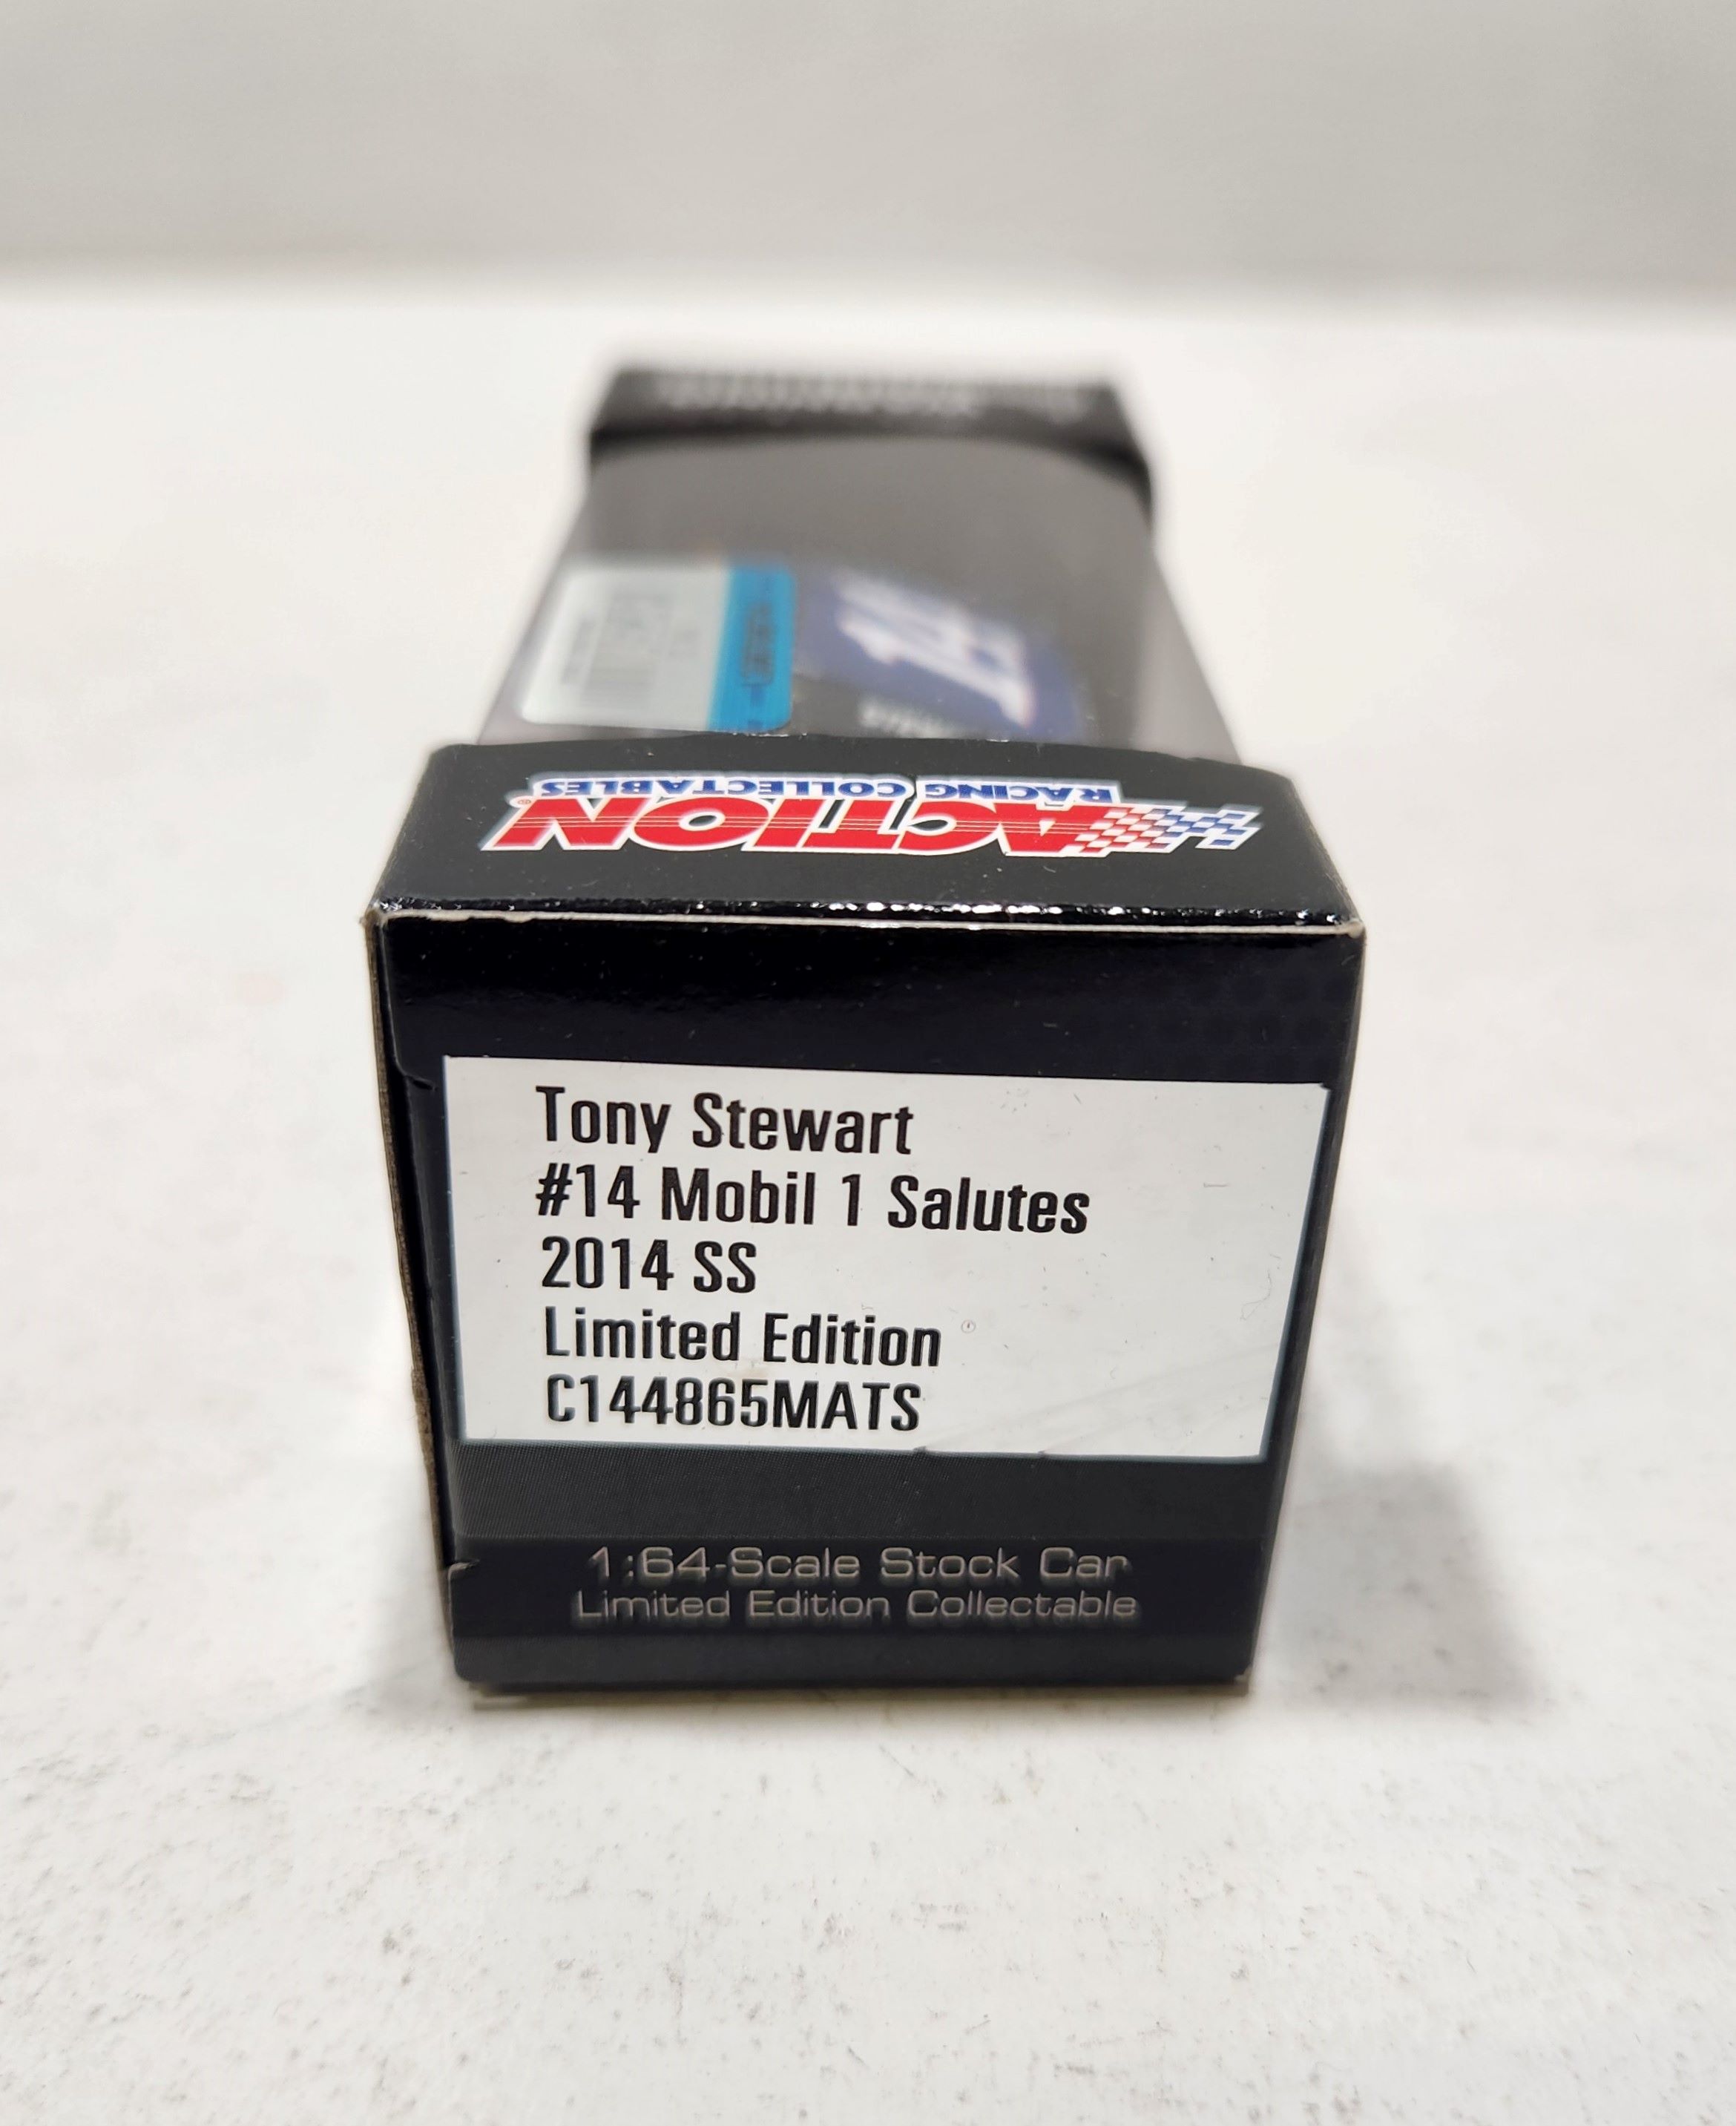 ACTION
RACING COLLECTABLES
Tony Stewart
#14 Mobil 1 Salutes
2014 SS
Limited Edition
C144865MATS
1:64-Scale Stock Car
Limited Edition Collectable